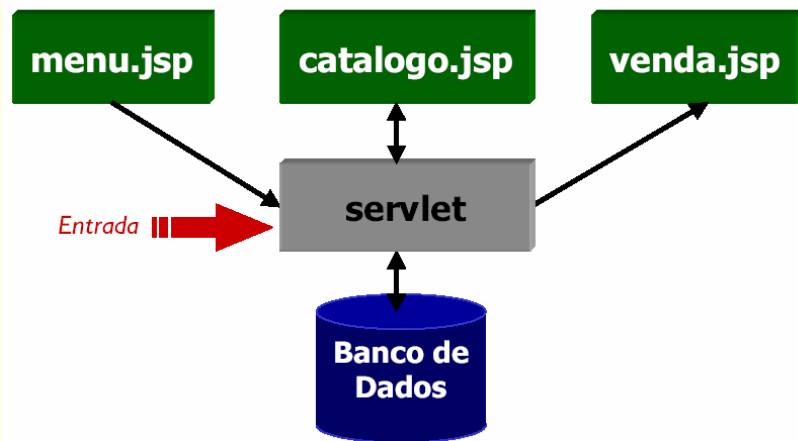 menu.jsp
catalogo.jsp
venda.jsp
servlet
Entrada
Banco de
Dados